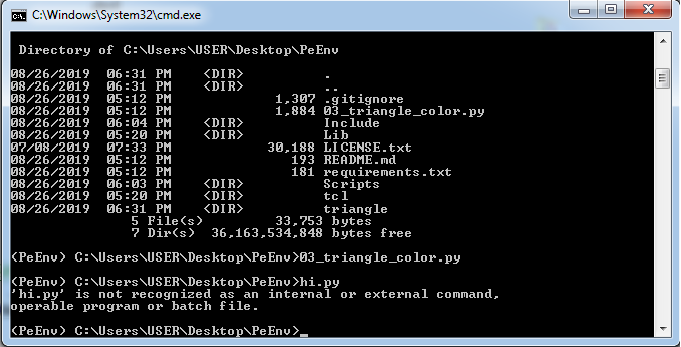 C:\Windows\System32\cmd.exe
Directory of C:\Users\USER\Desktop\PeEnv
08/26/2019 06:31 PM <DIR> .
08/26/2019 06:31 PM <DIR> ..
08/26/2019 05:12 PM 1,307 .gitignore
08/26/2019 05:12 PM 1,884 03_triangle_color.py
08/26/2019 06:04 PM <DIR> Include
08/26/2019 05:20 PM <DIR> Lib
07/08/2019 07:33 PM 30,188 LICENSE.txt
08/26/2019 05:12 PM 193 README.md
08/26/2019 05:12 PM 181 requirements.txt
08/26/2019 06:03 PM <DIR> Scripts
08/26/2019 05:20 PM <DIR> tcl
08/26/2019 06:31 PM <DIR> triangle
5 File(s) 33,753 bytes
7 Dir(s) 36,163,534,848 bytes free
(PeEnv) C:\Users\USER\Desktop\PeEnv>03_triangle_color.py
(PeEnv) C:\Users\USER\Desktop\PeEnv>hi.py
'hi.py' is not recognized as an internal or external command,
operable program or batch file.
(PeEnv) C:\Users\USER\Desktop\PeEnv>_